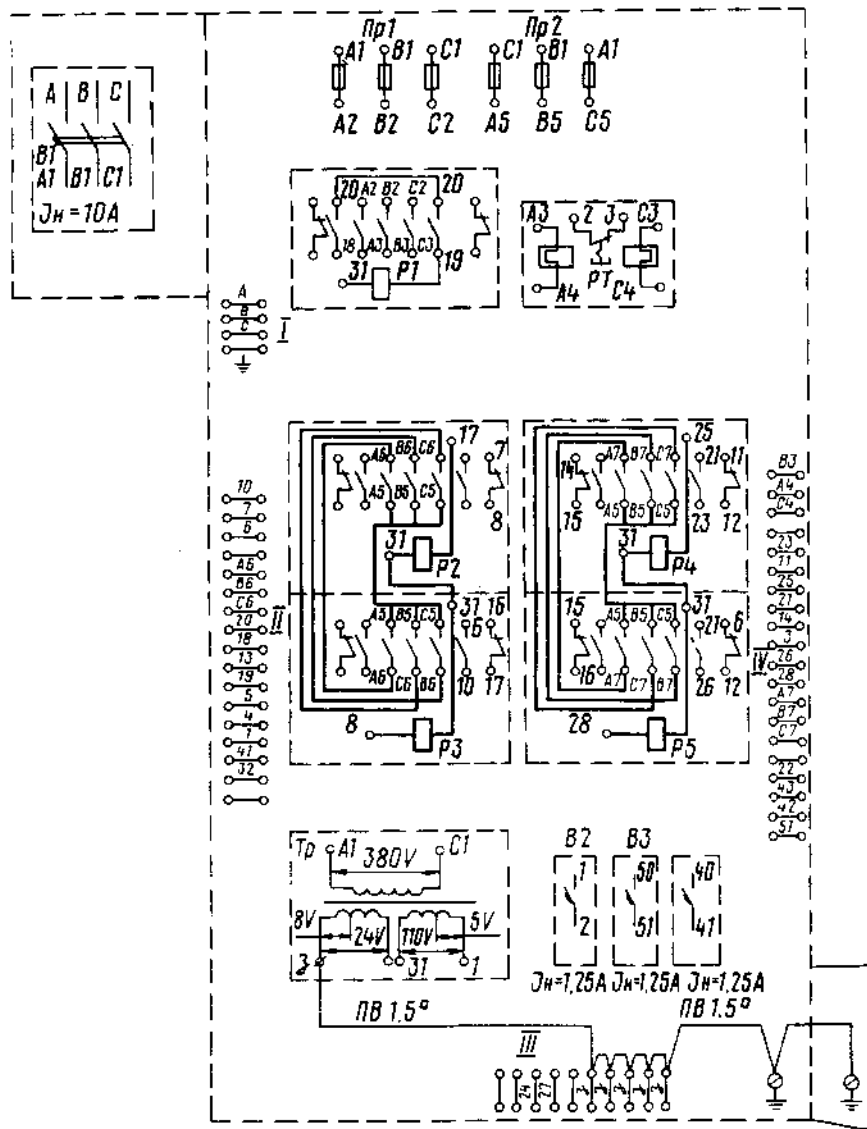 Пр1 Пр2
A1 B1 C1 C1 B1 A1
A2 B2 C2 A5 B5 C5
A B C
B1
A1 B1 C1
Jн=10A
20 A2 B2 C2 20
18 A3 B3 C3 19
31 P1
A3 2 3 C3
A4 PT C4
A
B
C
I
A6 B6 C6 17 7
A5 B5 C5 8
31 P2
A7 B7 C7 25 21 11
14
15 A5 B5 C5 23 12
31 P4
A5 B5 C5 31 16
6
A6 C6 B6 10 17
8 P3
15 A5 B5 C5 31 21 6
16 A7 C7 B7 26 12
28 P5
10
7
6
A6
B6
C6
20
18
13
19
5
4
1
41
32
II
B3
A4
C4
23
11
25
21
14
3
26
28
A7
B7
C7
22
43
42
51
IV
Tp A1 C1
380V
8V 24V 110V 5V
31 1
B2 B3
1 50 40
2 51 41
Jн=1,25A Jн=1,25A Jн=1,25A
ПВ 1.5° ПВ 1.5°
III
24 27